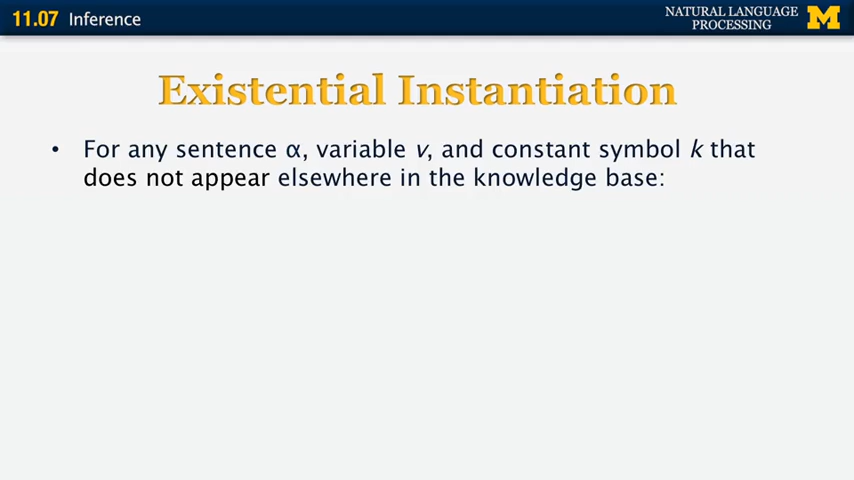 11.07 Inference
NATURAL LANGUAGE
PROCESSING
M
Existential Instantiation
• For any sentence α, variable v, and constant symbol k that
does not appear elsewhere in the knowledge base: